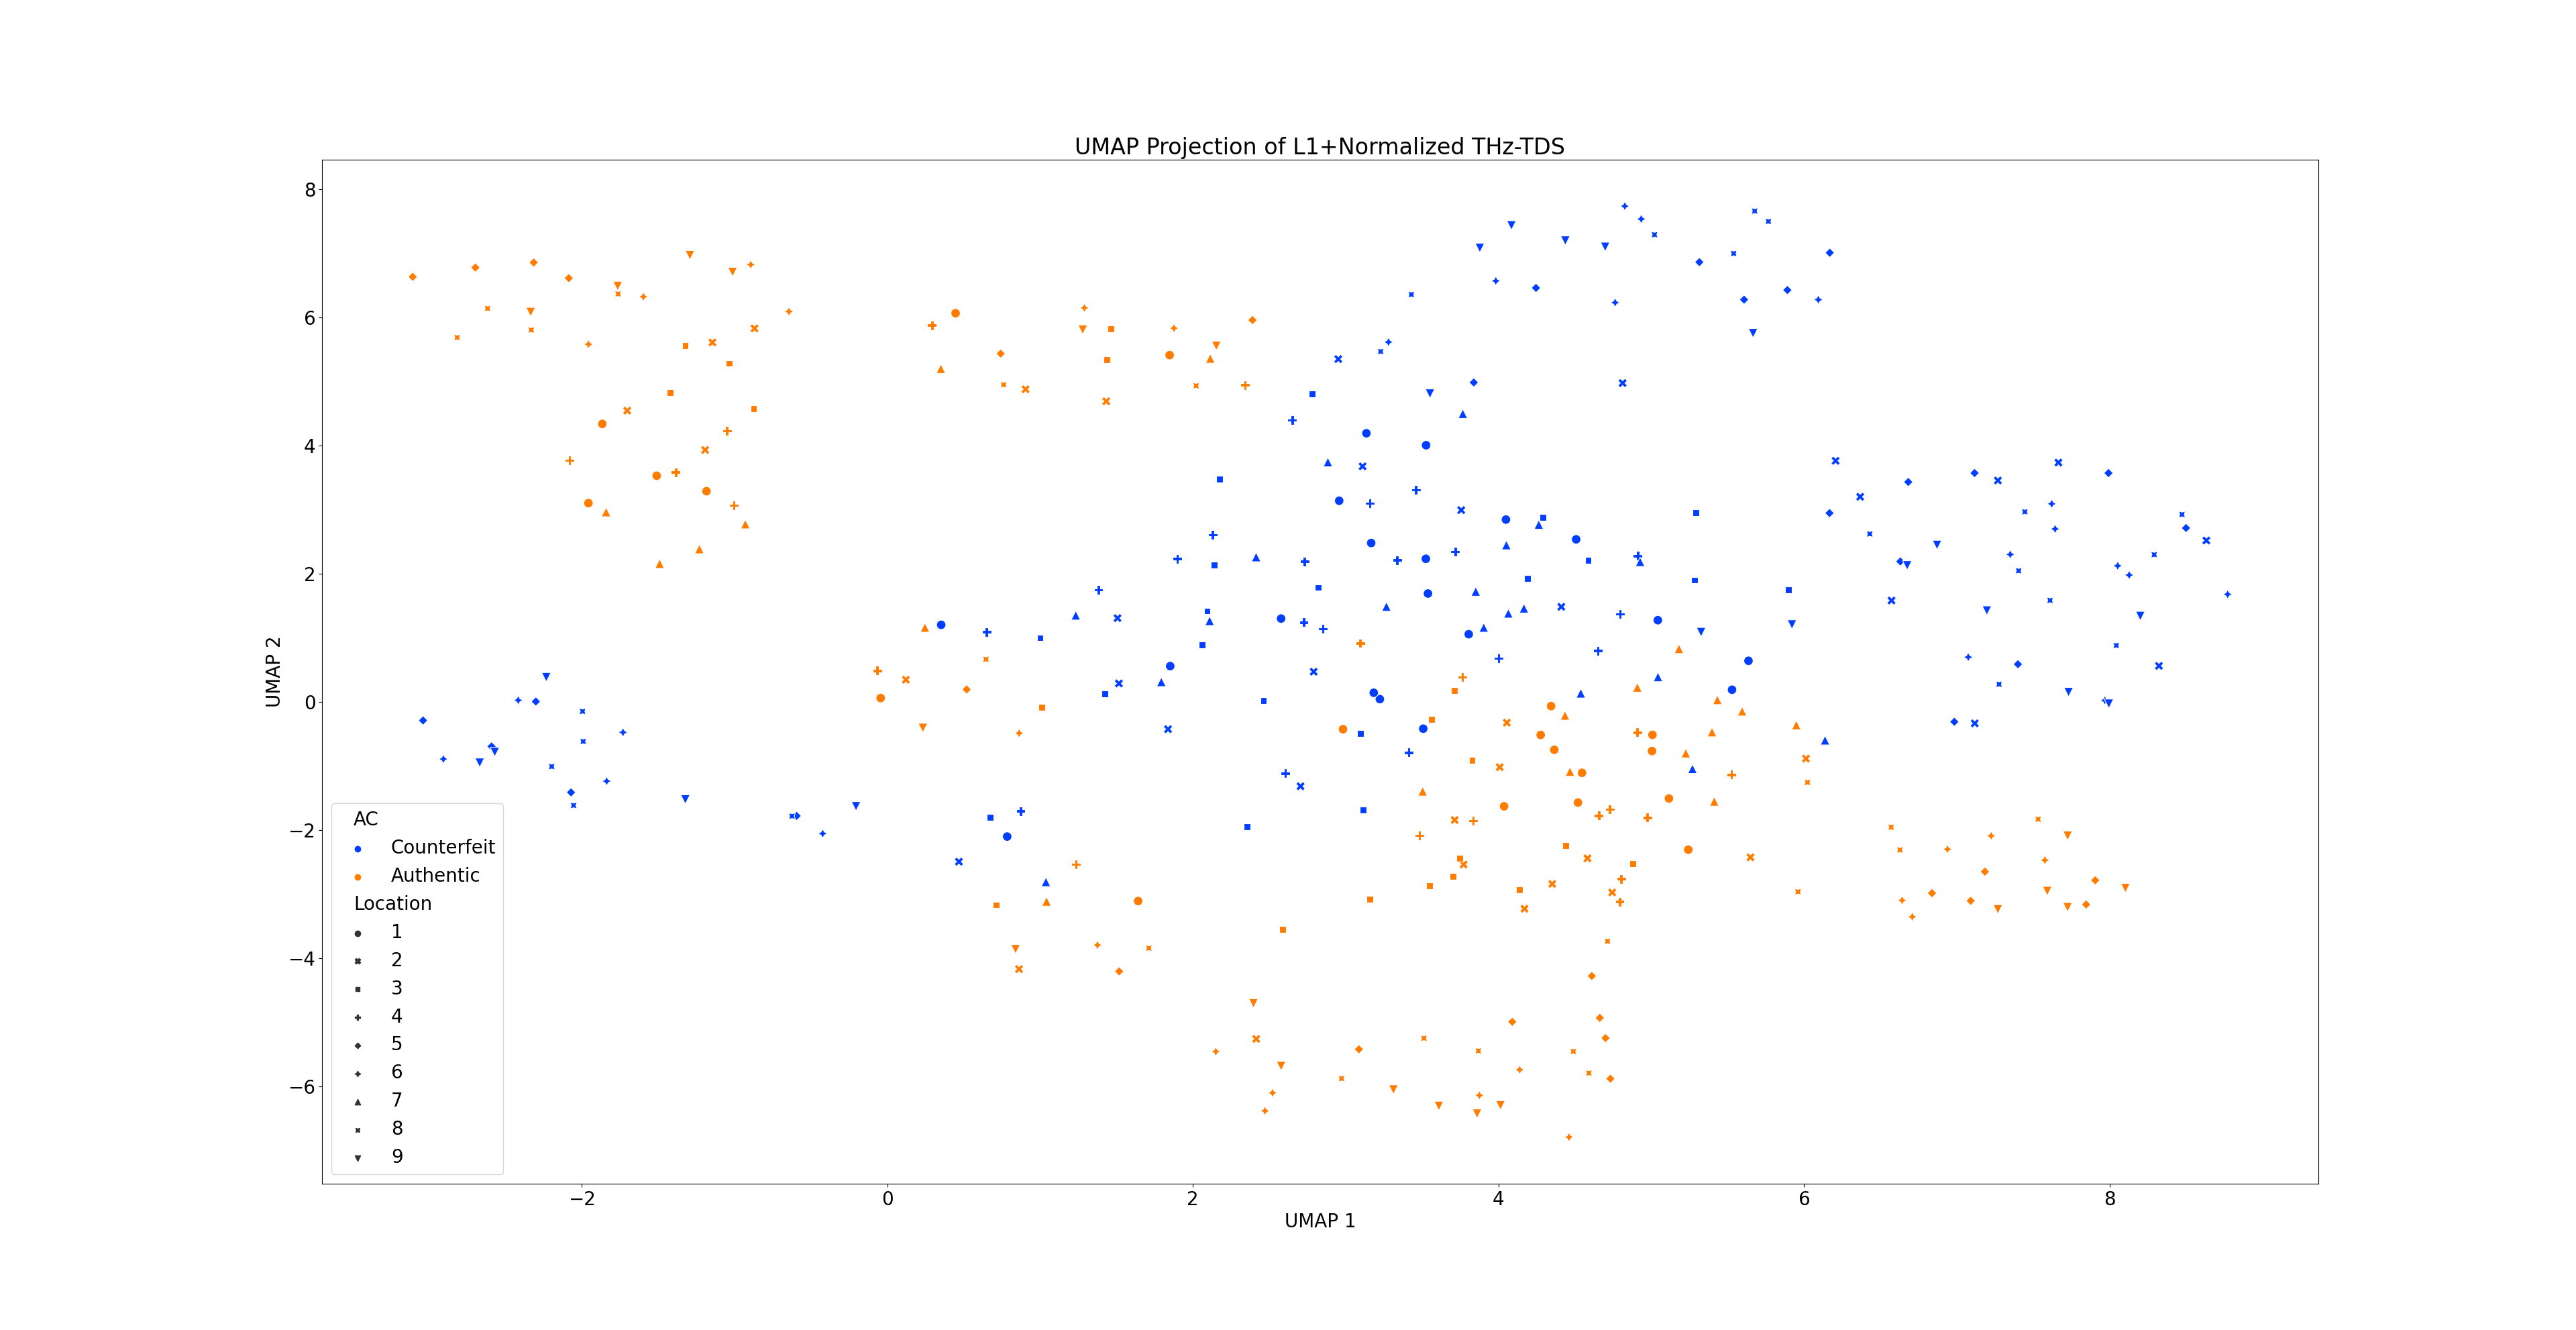 UMAP Projection of L1+Normalized THz-TDS
8
6
4
2
0
−2
−4
−6
UMAP 2
AC
Counterfeit
Authentic
Location
1
2
3
4
5
6
7
8
9
−2 0 2 4 6 8
UMAP 1